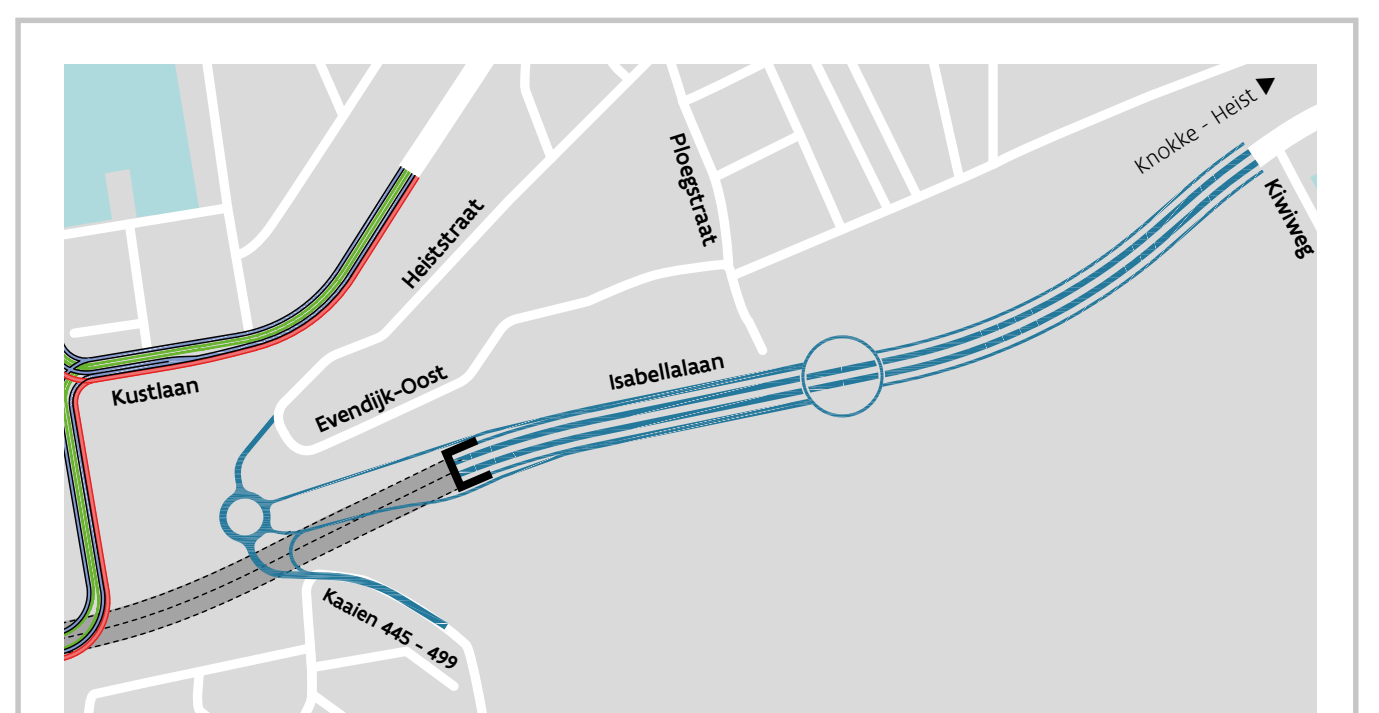 Knokke - Heist
Ploegstraat
Kiwiweg
Heiststraat
Isabellalaan
Kustlaan
Evendijk-Oost
Kaaien 445 - 499